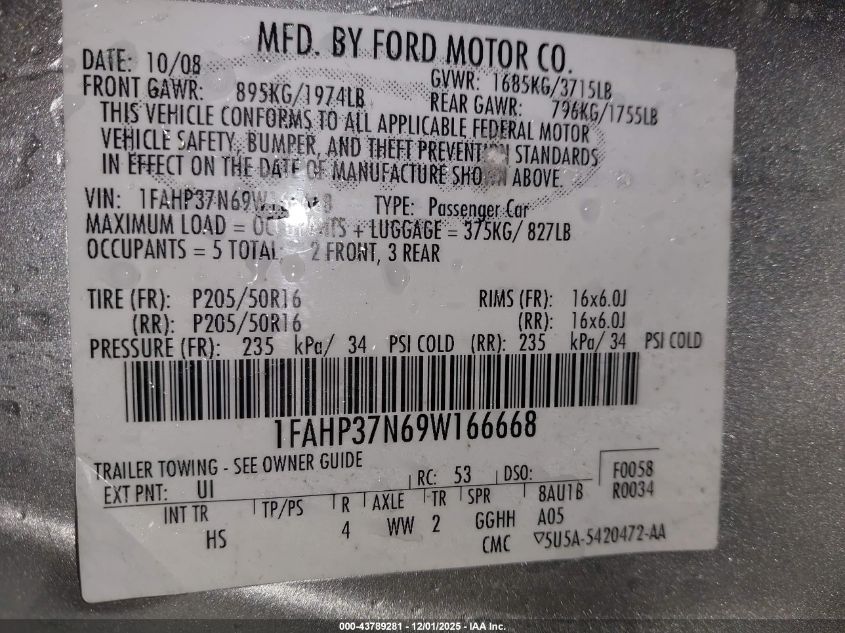 MFD. BY FORD MOTOR CO.
DATE: 10/08 GVWR: 1685KG/3715LB
FRONT GAWR: 895KG/1974LB REAR GAWR: 796KG/1755LB
THIS VEHICLE CONFORMS TO ALL APPLICABLE FEDERAL MOTOR
VEHICLE SAFETY, BUMPER, AND THEFT PREVENTION STANDARDS
IN EFFECT ON THE DATE OF MANUFACTURE SHOWN ABOVE.
VIN: TYPE: Passenger Car
MAXIMUM LOAD = OCCUPANTS + LUGGAGE = 375KG/ 827LB
OCCUPANTS = 5 TOTAL: 2 FRONT, 3 REAR
TIRE (FR): P205/50R16 RIMS (FR): 16x6.0J
(RR): P205/50R16 (RR): 16x6.0J
PRESSURE (FR): 235 kPa/ 34 PSI COLD (RR): 235 kPa/ 34 PSI COLD
1FAHP37N69W166668
TRAILER TOWING - SEE OWNER GUIDE
EXT PNT: UI RC: 53 DSO: F0058
R0034
INT TR TP/PS R AXLE TR SPR 8AU1B
HS 4 WW 2 GGHH A05
CMC ▽5U5A-5420472-AA
000-43789281 - 12/01/2025 - IAA Inc.